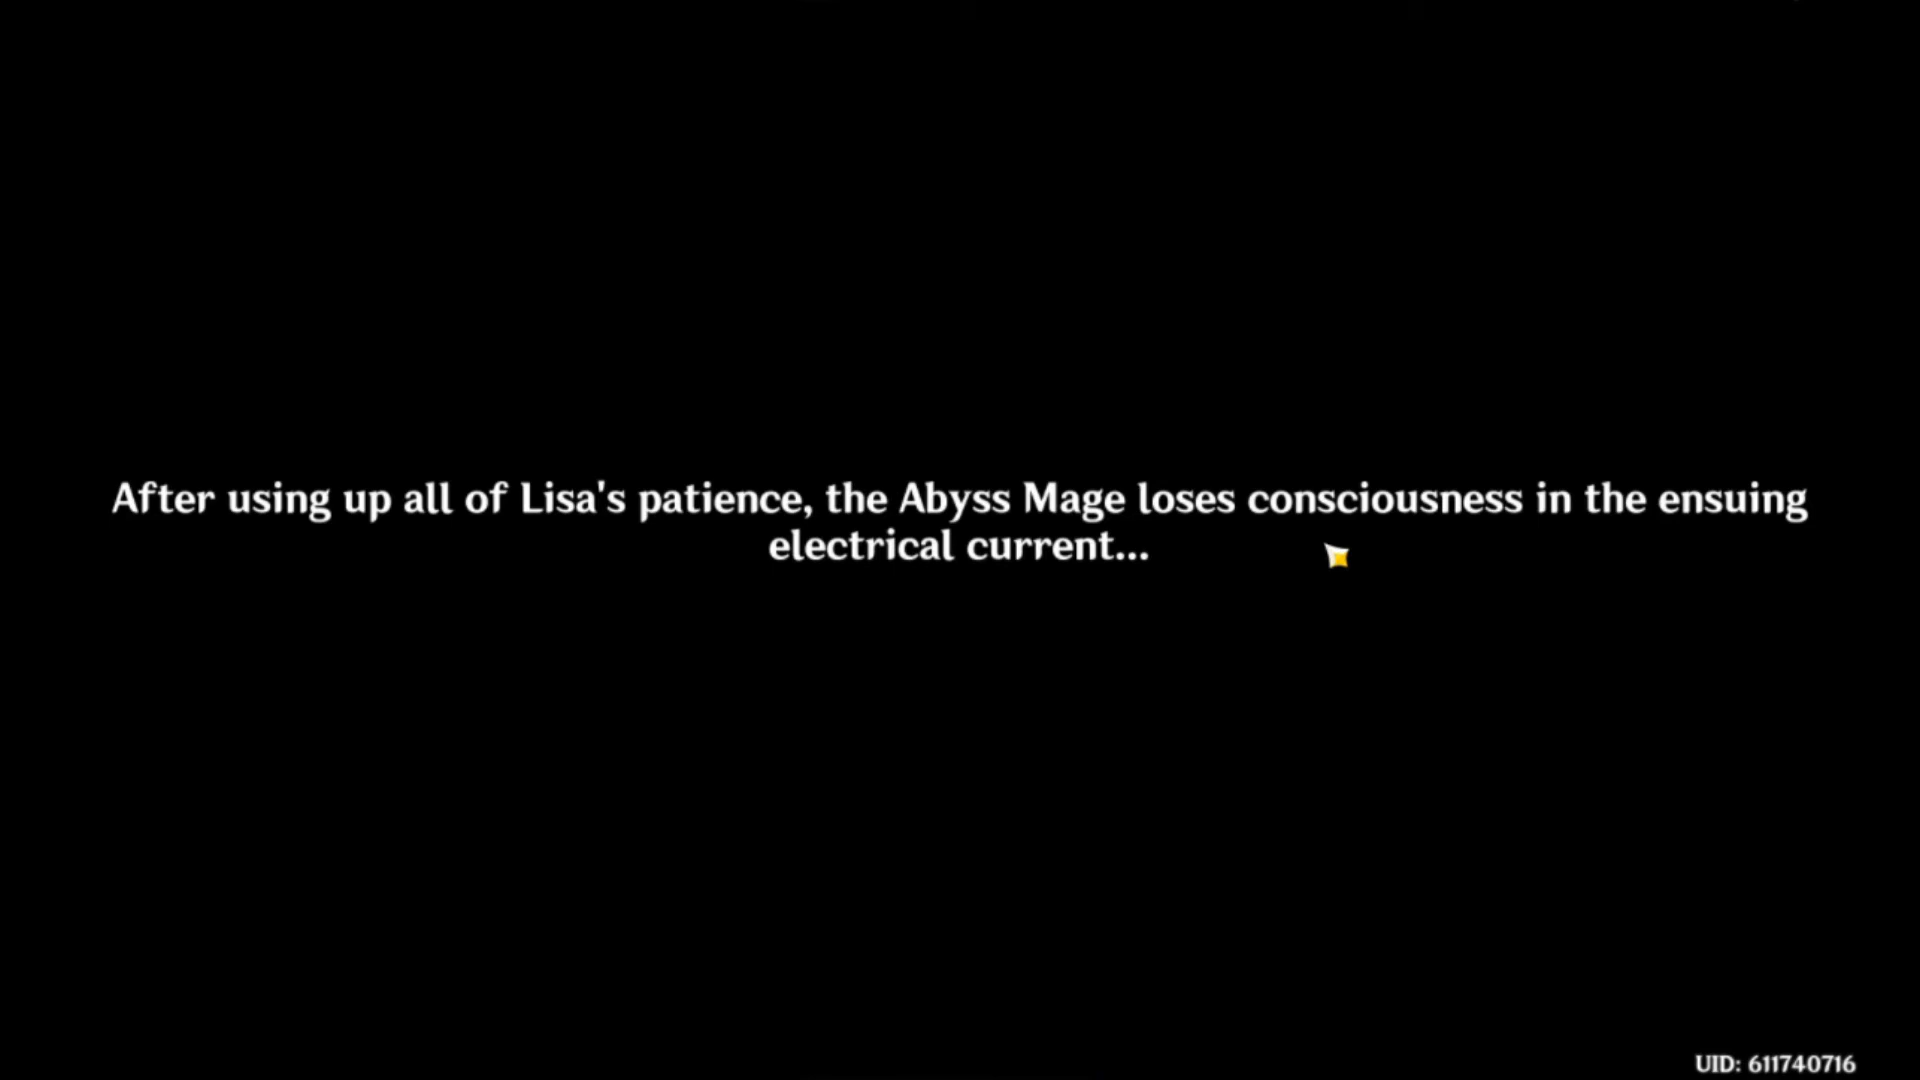 After using up all of Lisa's patience, the Abyss Mage loses consciousness in the ensuing
electrical current...
UID: 611740716